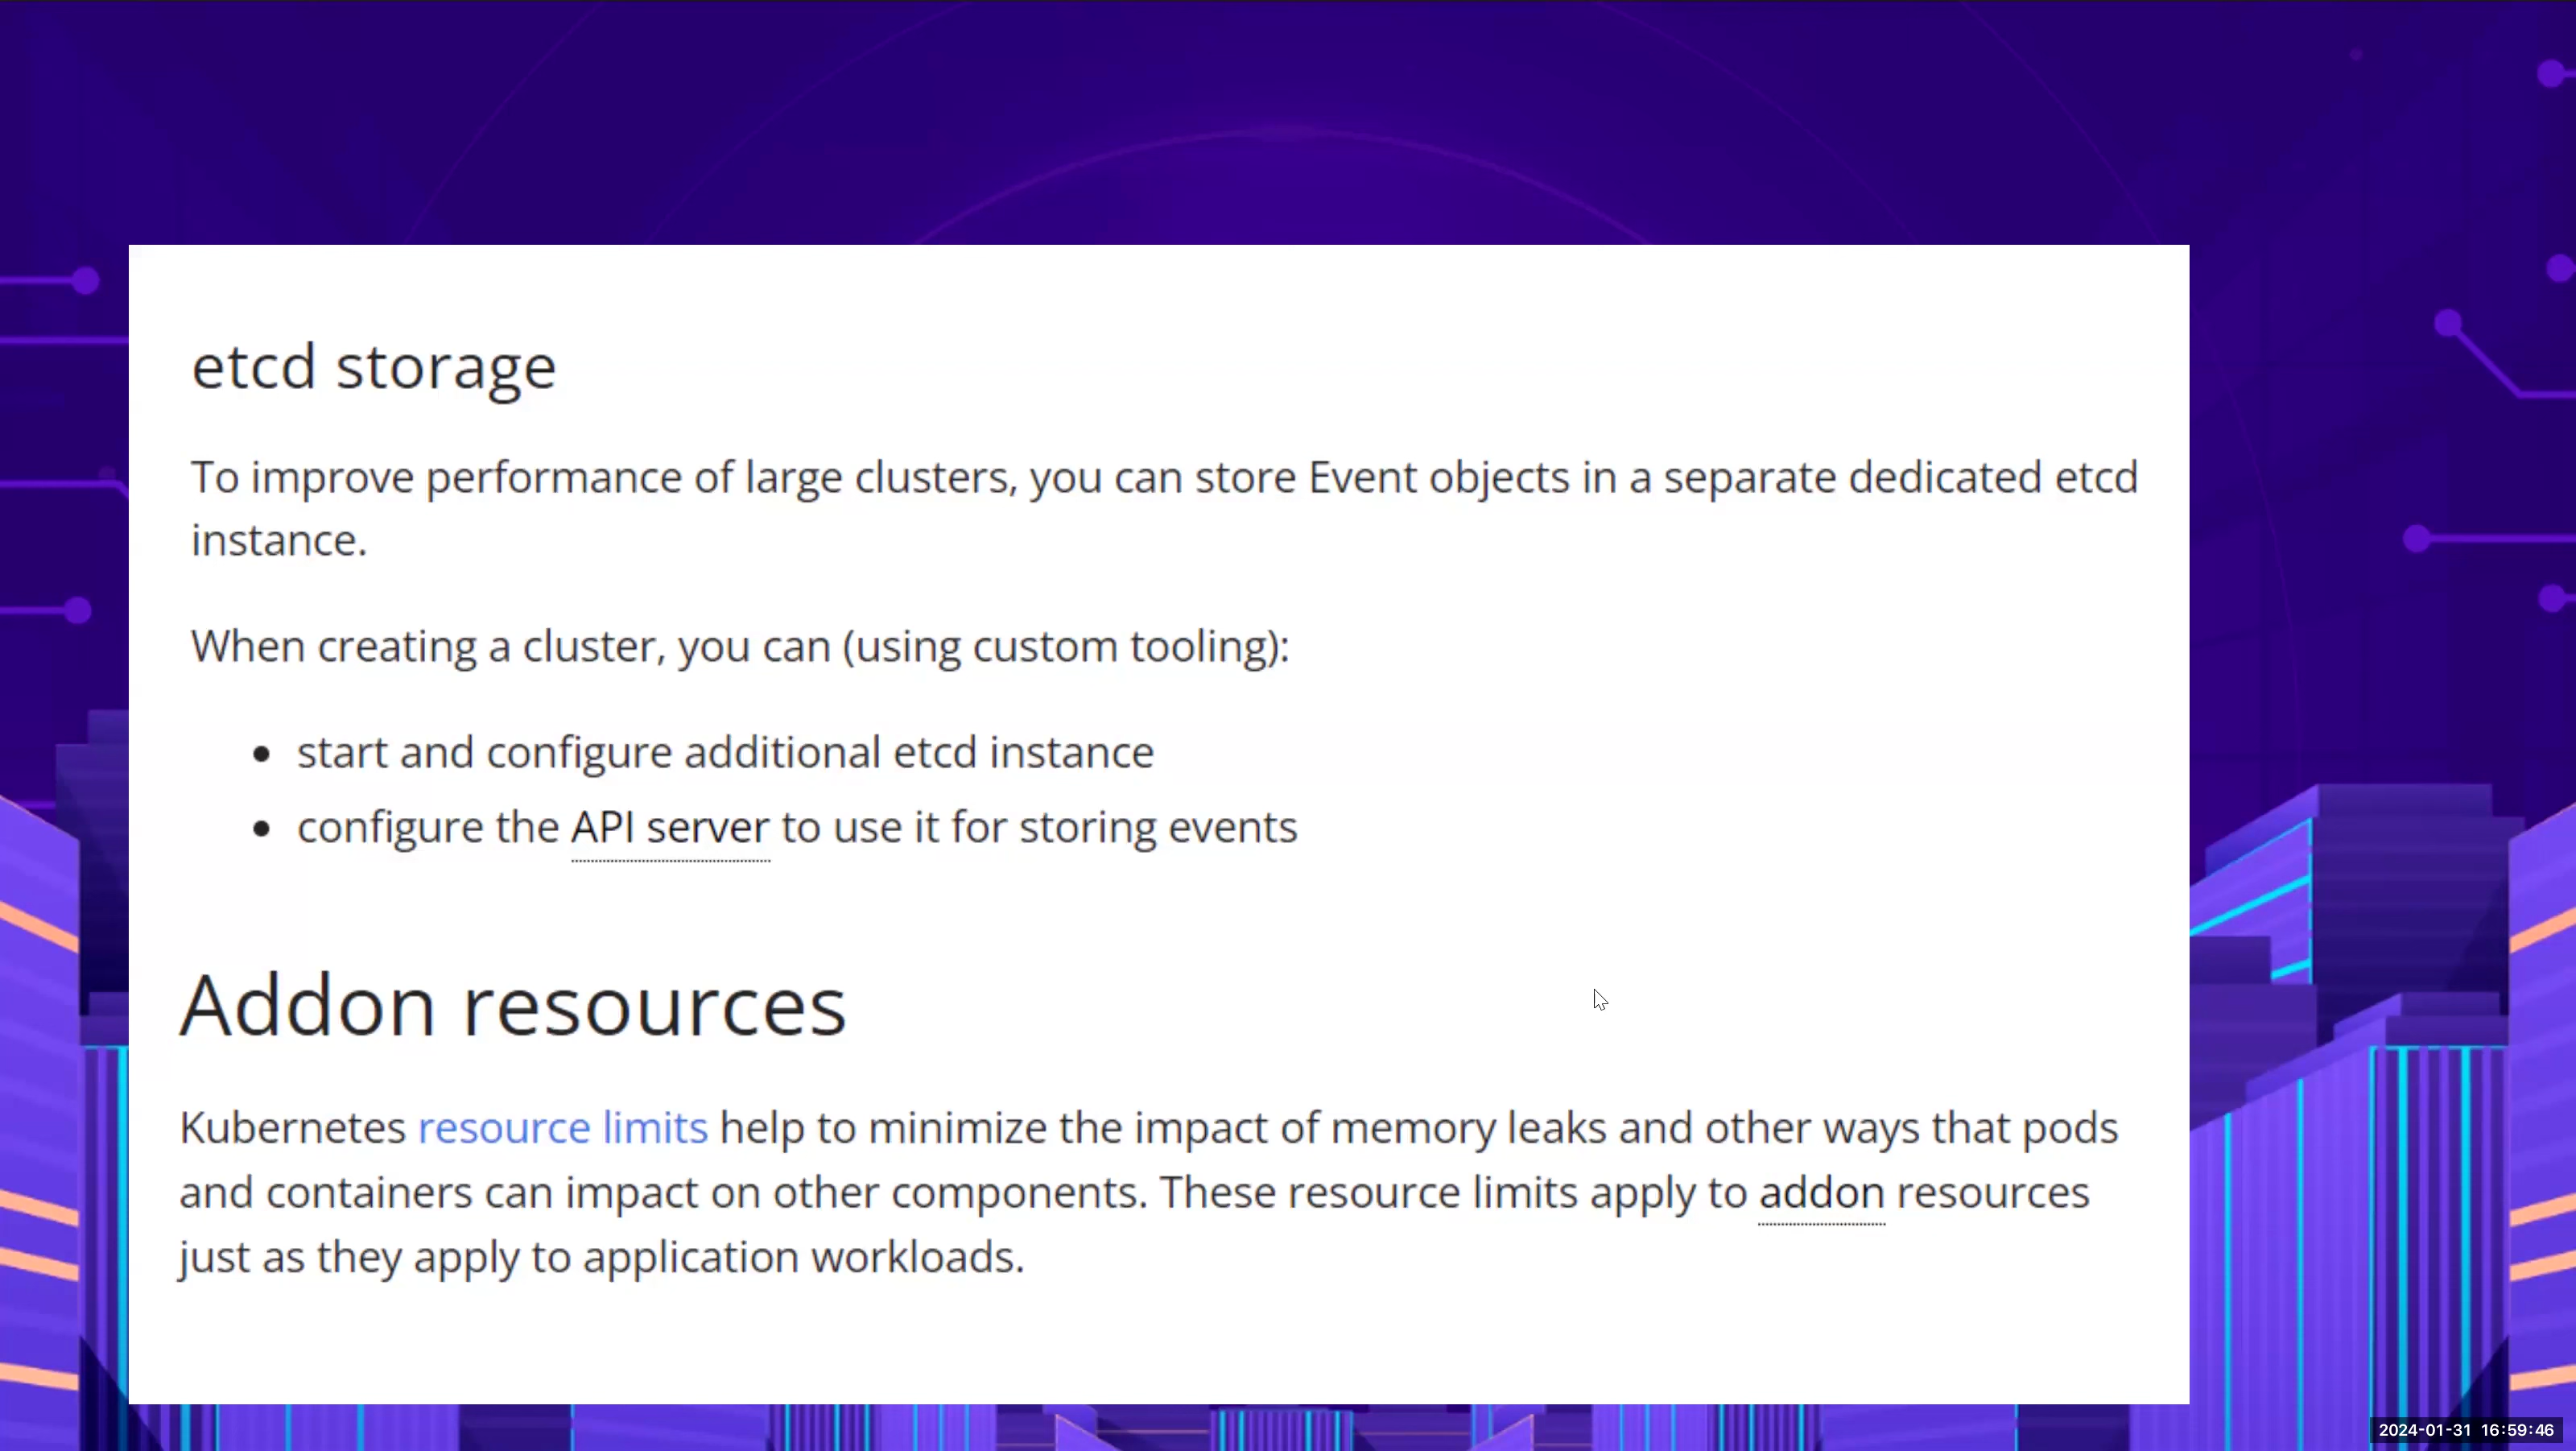 etcd storage
To improve performance of large clusters, you can store Event objects in a separate dedicated etcd
instance.
When creating a cluster, you can (using custom tooling):
• start and configure additional etcd instance
• configure the API server to use it for storing events
Addon resources
Kubernetes resource limits help to minimize the impact of memory leaks and other ways that pods
and containers can impact on other components. These resource limits apply to addon resources
just as they apply to application workloads.
2024-01-31 16:59:46